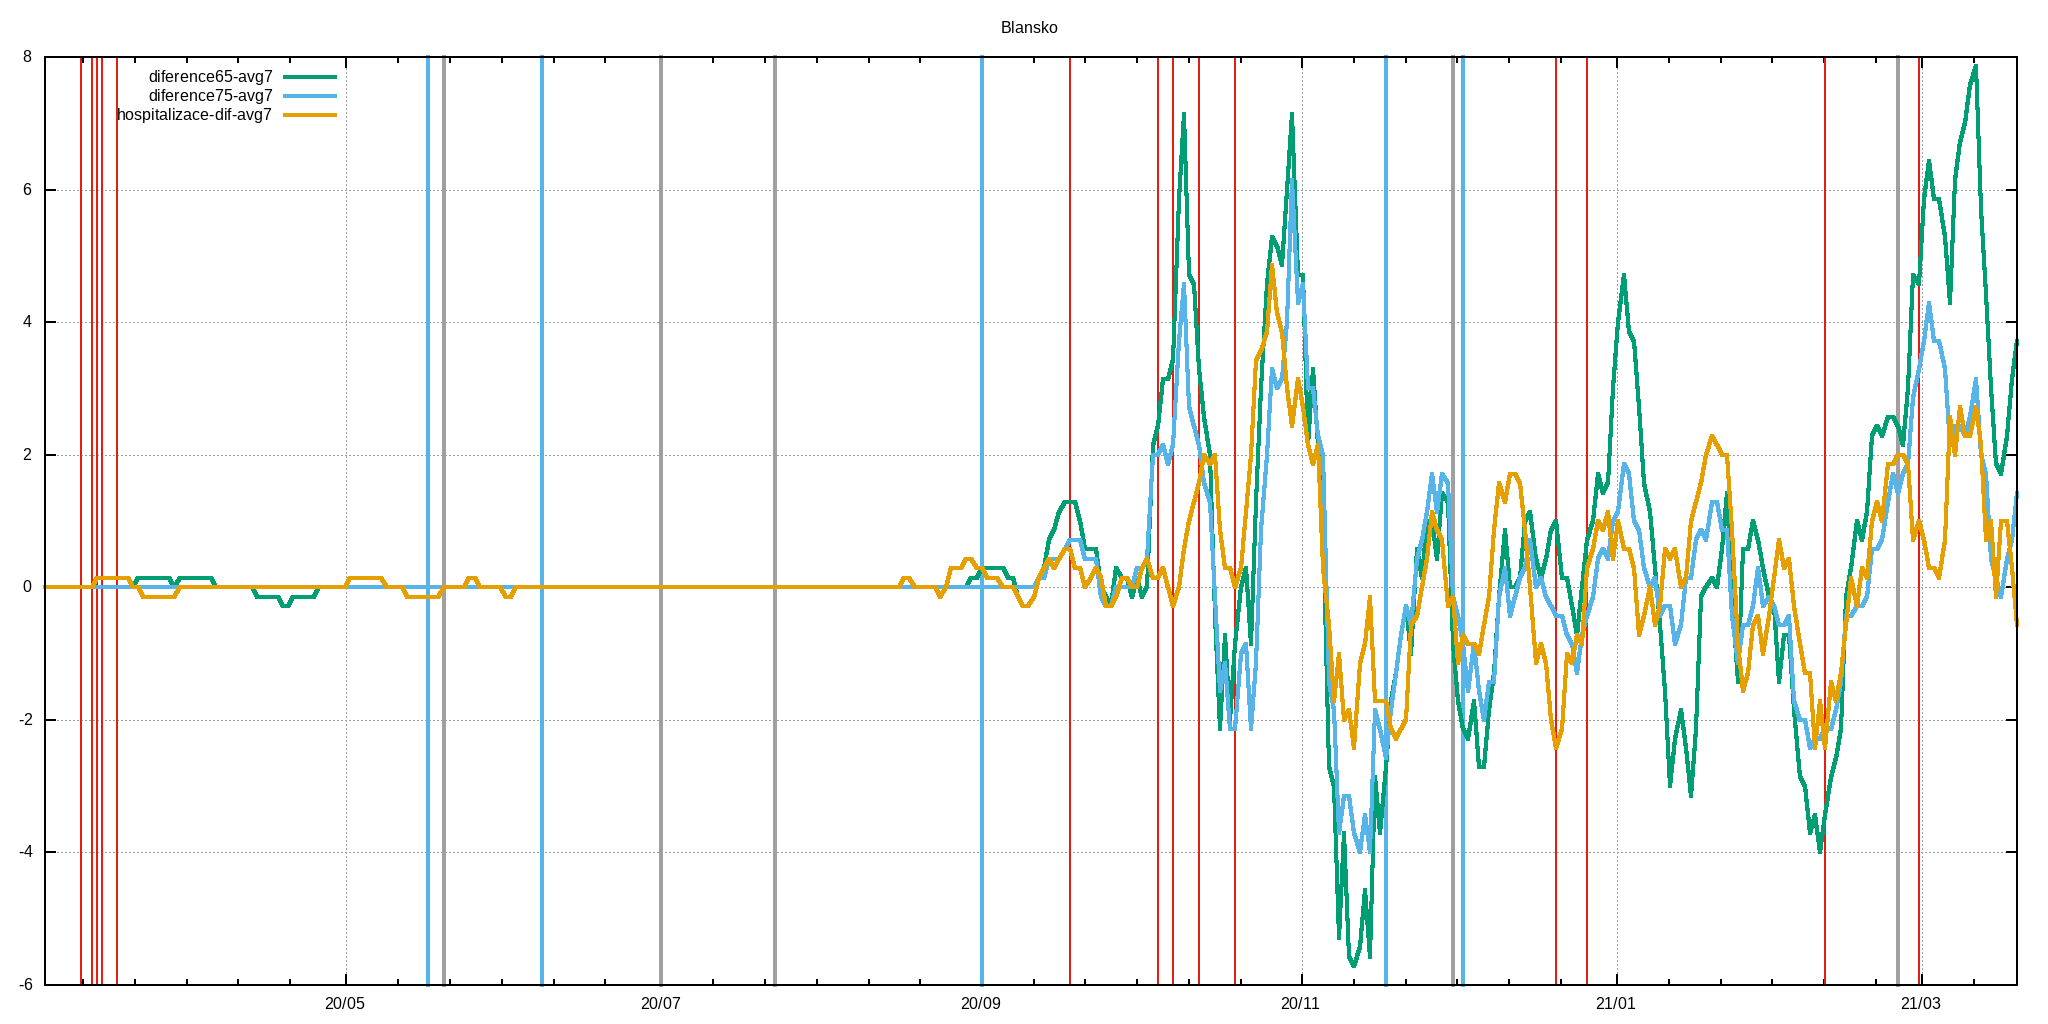 Blansko
8
diference65-avg7
diference75-avg7
hospitalizace-dif-avg7
6
4
2
0
-2
-4
-6
20/05 20/07 20/09 20/11 21/01 21/03